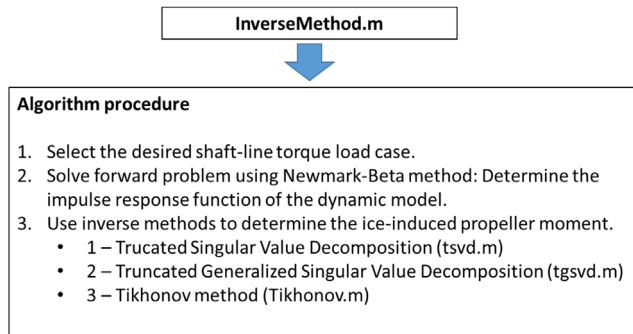 InverseMethod.m
Algorithm procedure
1. Select the desired shaft-line torque load case.
2. Solve forward problem using Newmark-Beta method: Determine the
impulse response function of the dynamic model.
3. Use inverse methods to determine the ice-induced propeller moment.
• 1 – Trucated Singular Value Decomposition (tsvd.m)
• 2 – Truncated Generalized Singular Value Decomposition (tgsvd.m)
• 3 – Tikhonov method (Tikhonov.m)